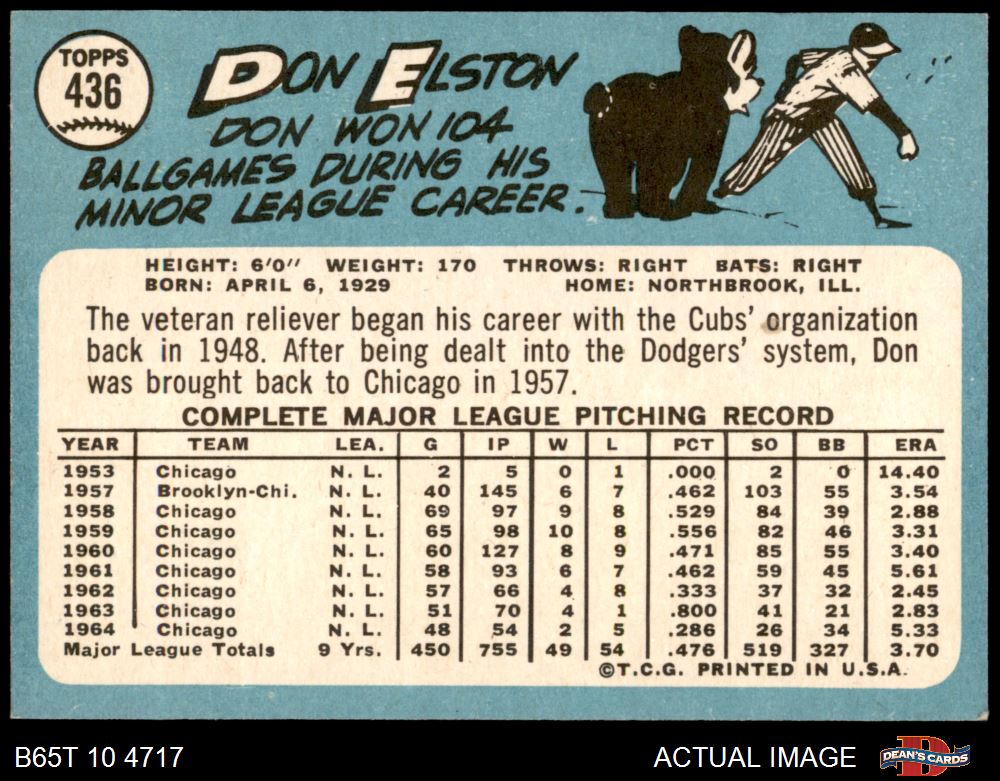 TOPPS
436
DON ELSTON
DON WON 104
BALLGAMES DURING HIS
MINOR LEAGUE CAREER.
HEIGHT: 6'0" WEIGHT: 170 THROWS: RIGHT BATS: RIGHT
BORN: APRIL 6, 1929 HOME: NORTHBROOK, ILL.
The veteran reliever began his career with the Cubs' organization
back in 1948. After being dealt into the Dodgers' system, Don
was brought back to Chicago in 1957.
COMPLETE MAJOR LEAGUE PITCHING RECORD
YEAR TEAM LEA. G IP W L PCT SO BB ERA
1953 Chicago N. L. 2 5 0 1 .000 2 0 14.40
1957 Brooklyn-Chi. N. L. 40 145 6 7 .462 103 55 3.54
1958 Chicago N. L. 69 97 9 8 .529 84 39 2.88
1959 Chicago N. L. 65 98 10 8 .556 82 46 3.31
1960 Chicago N. L. 60 127 8 9 .471 85 55 3.40
1961 Chicago N. L. 58 93 6 7 .462 59 45 5.61
1962 Chicago N. L. 57 66 4 8 .333 37 32 2.45
1963 Chicago N. L. 51 70 4 1 .800 41 21 2.83
1964 Chicago N. L. 48 54 2 5 .286 26 34 5.33
Major League Totals 9 Yrs. 450 755 49 54 .476 519 327 3.70
©T.C.G. PRINTED IN U.S.A.
B65T 10 4717 ACTUAL IMAGE DEAN'S CARDS